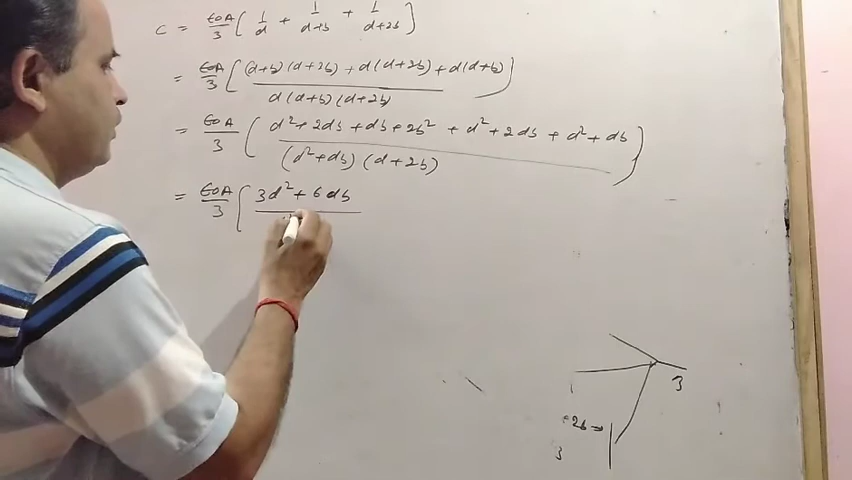 C = ε0A/3 ( 1/d + 1/d+b + 1/d+2b )
= ε0A/3 [ (d+b)(d+2b) + d(d+2b) + d(d+b) / d(d+b)(d+2b) ]
= ε0A/3 ( d²+2db+db+2b² + d²+2db + d²+db / (d²+db)(d+2b) )
= ε0A/3 [ 3d²+6db
3
2b→
3